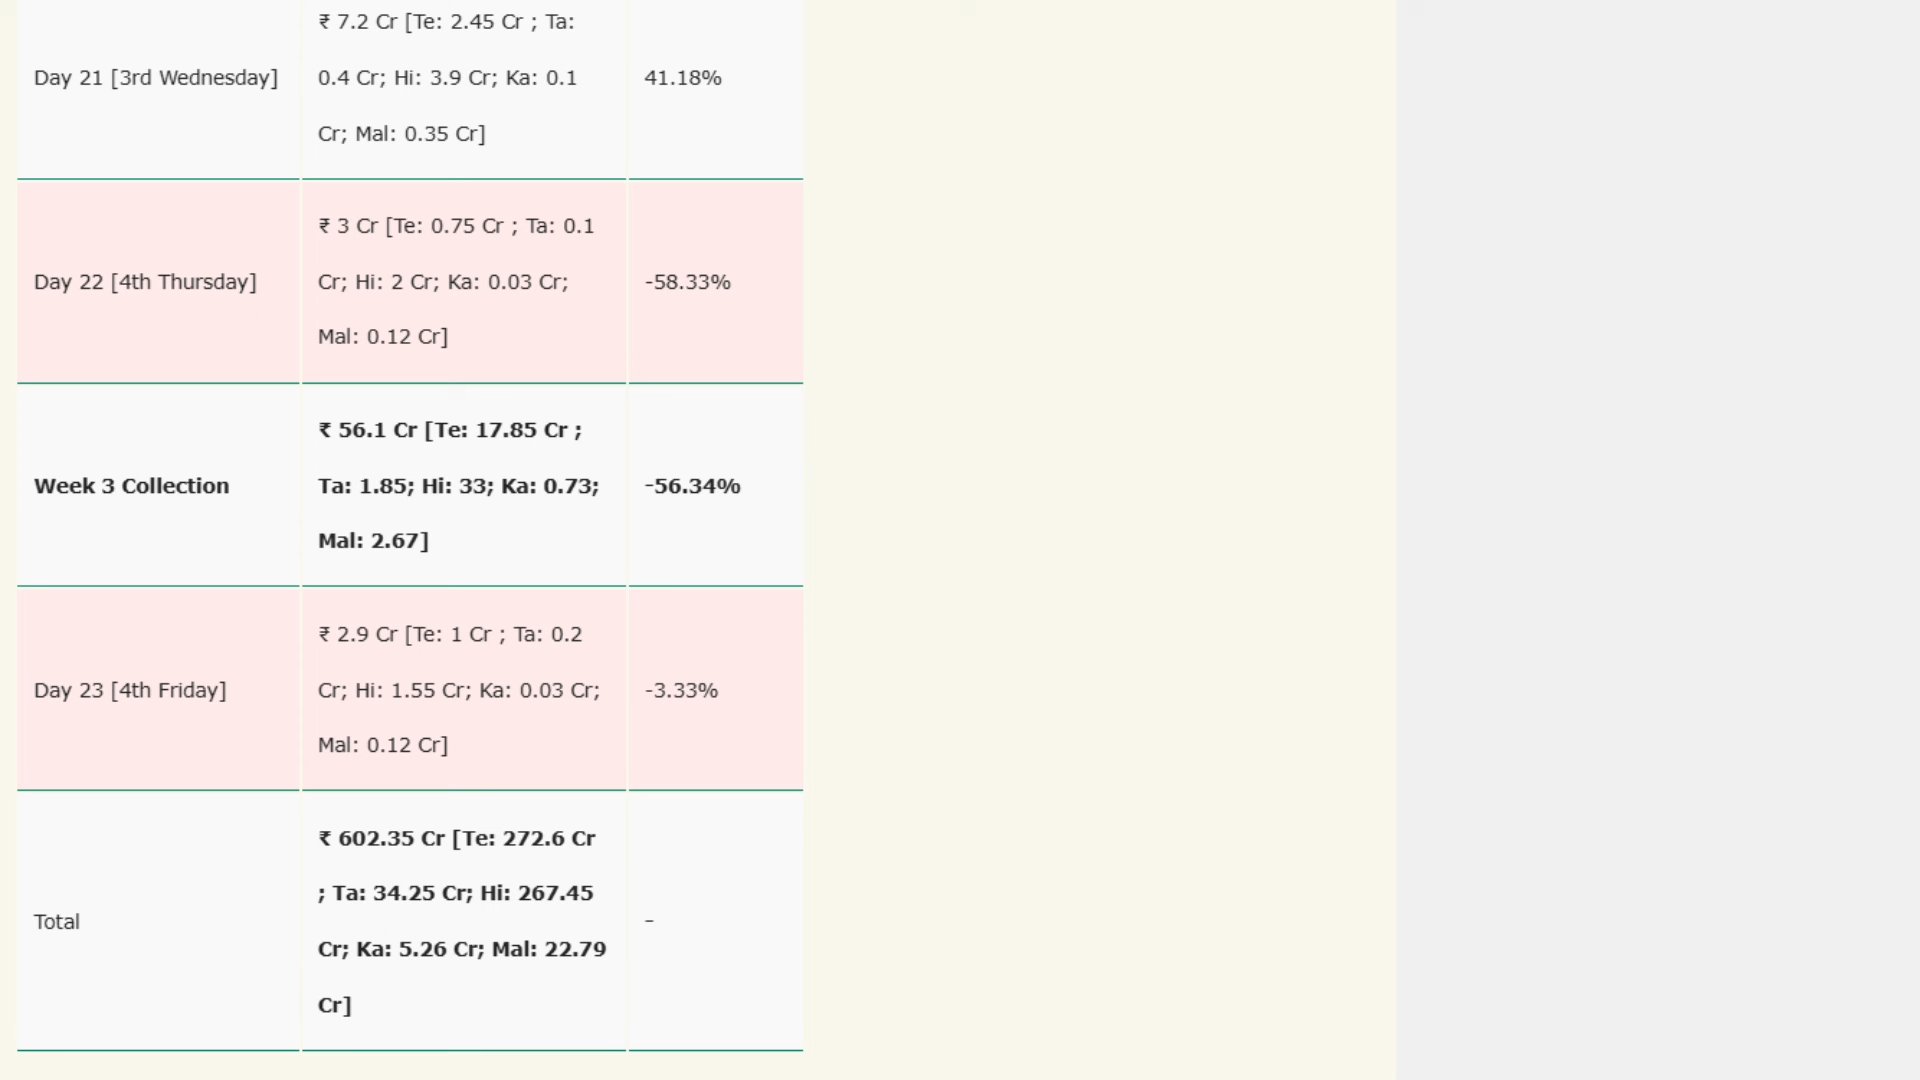 ₹ 7.2 Cr [Te: 2.45 Cr ; Ta:
Day 21 [3rd Wednesday] 0.4 Cr; Hi: 3.9 Cr; Ka: 0.1 41.18%
Cr; Mal: 0.35 Cr]
₹ 3 Cr [Te: 0.75 Cr ; Ta: 0.1
Day 22 [4th Thursday] Cr; Hi: 2 Cr; Ka: 0.03 Cr; -58.33%
Mal: 0.12 Cr]
₹ 56.1 Cr [Te: 17.85 Cr ;
Week 3 Collection Ta: 1.85; Hi: 33; Ka: 0.73; -56.34%
Mal: 2.67]
₹ 2.9 Cr [Te: 1 Cr ; Ta: 0.2
Day 23 [4th Friday] Cr; Hi: 1.55 Cr; Ka: 0.03 Cr; -3.33%
Mal: 0.12 Cr]
₹ 602.35 Cr [Te: 272.6 Cr
; Ta: 34.25 Cr; Hi: 267.45
Total -
Cr; Ka: 5.26 Cr; Mal: 22.79
Cr]